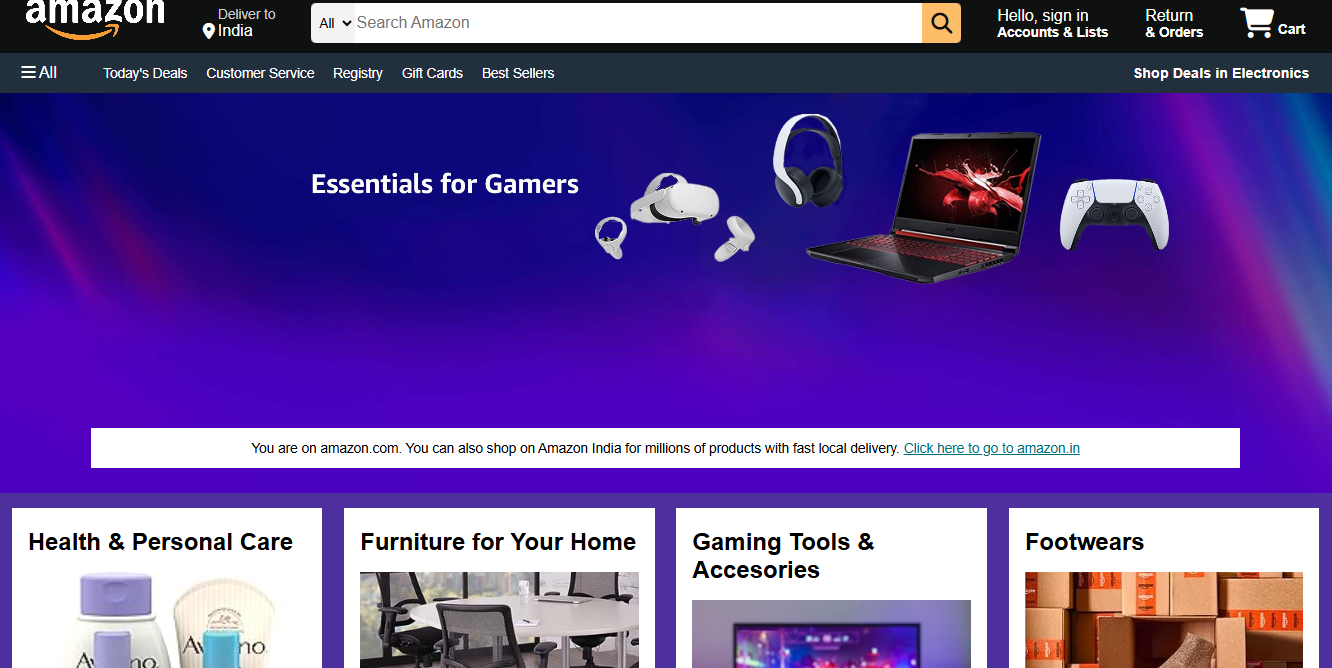 amazon
Deliver to
India
All
Search Amazon
Hello, sign in
Accounts & Lists
Return
& Orders
Cart
All
Today's Deals
Customer Service
Registry
Gift Cards
Best Sellers
Shop Deals in Electronics
Essentials for Gamers
You are on amazon.com. You can also shop on Amazon India for millions of products with fast local delivery. Click here to go to amazon.in
Health & Personal Care
Furniture for Your Home
Gaming Tools &
Accesories
Footwears